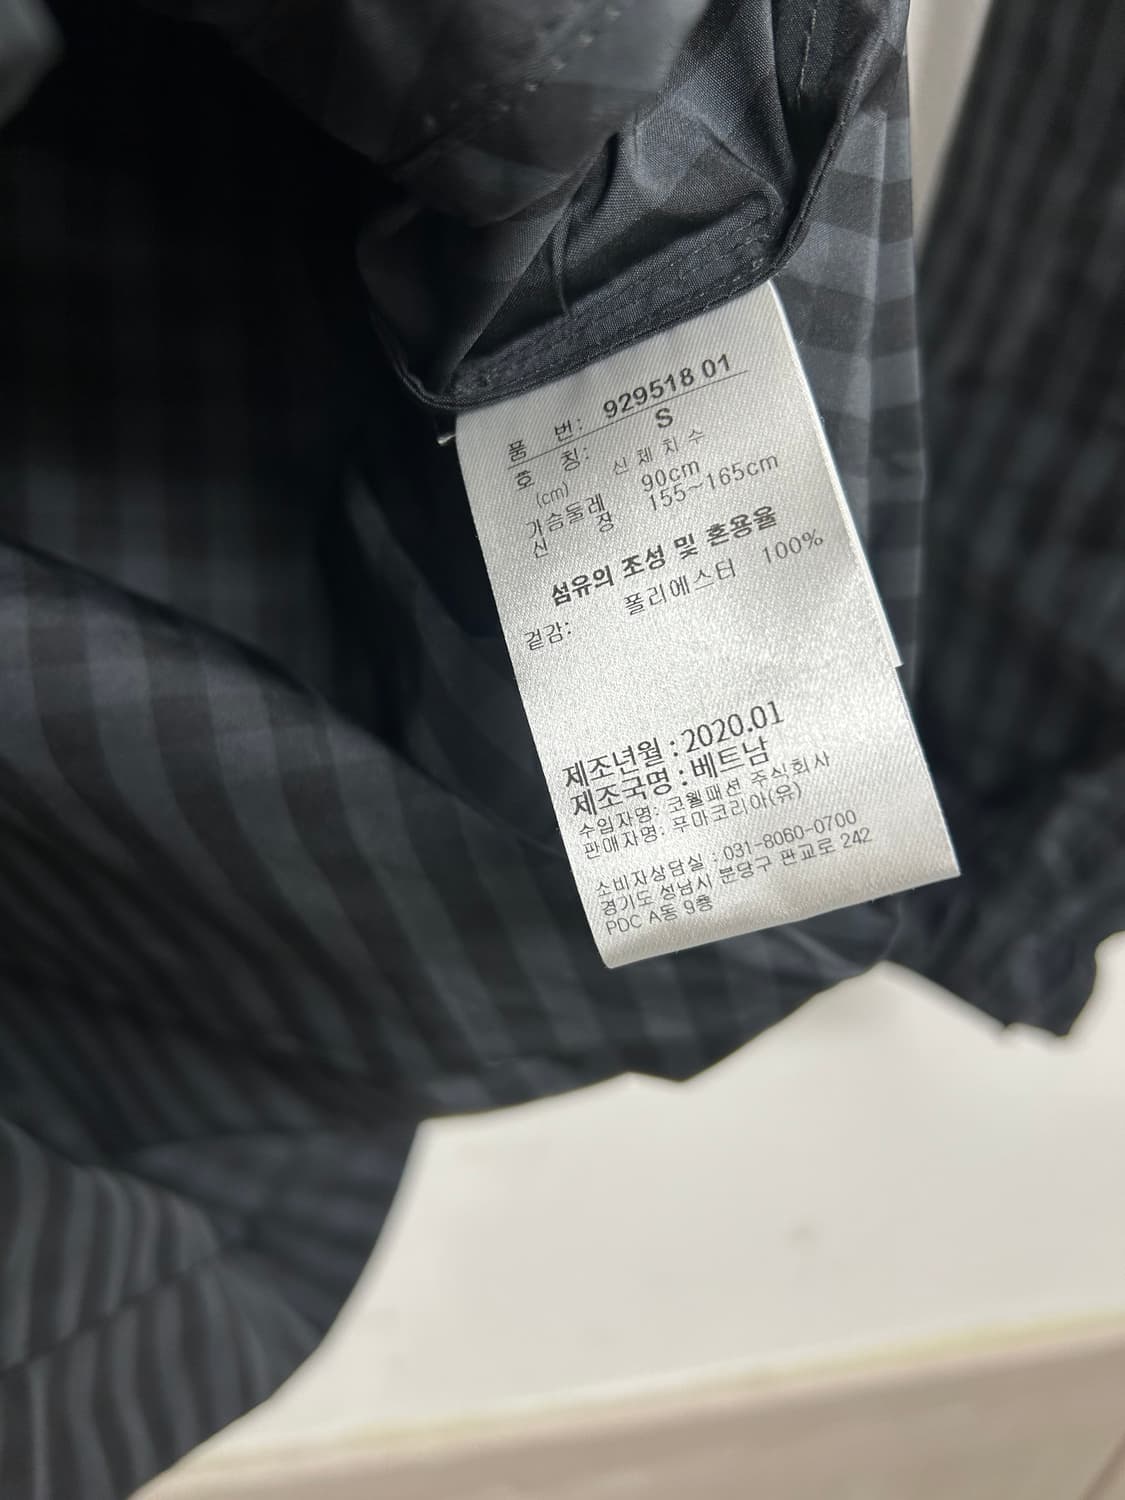 품 번: 929518 01
호 칭: S
(cm) 신체치수
가슴둘레 90cm
신 장 155~165cm
섬유의 조성 및 혼용율
겉감: 폴리에스터 100%
제조년월 : 2020.01
제조국명 : 베트남
수입자명: 코웰패션 주식회사
판매자명: 푸마코리아(유)
소비자상담실 : 031-8060-0700
경기도 성남시 분당구 판교로 242
PDC A동 9층